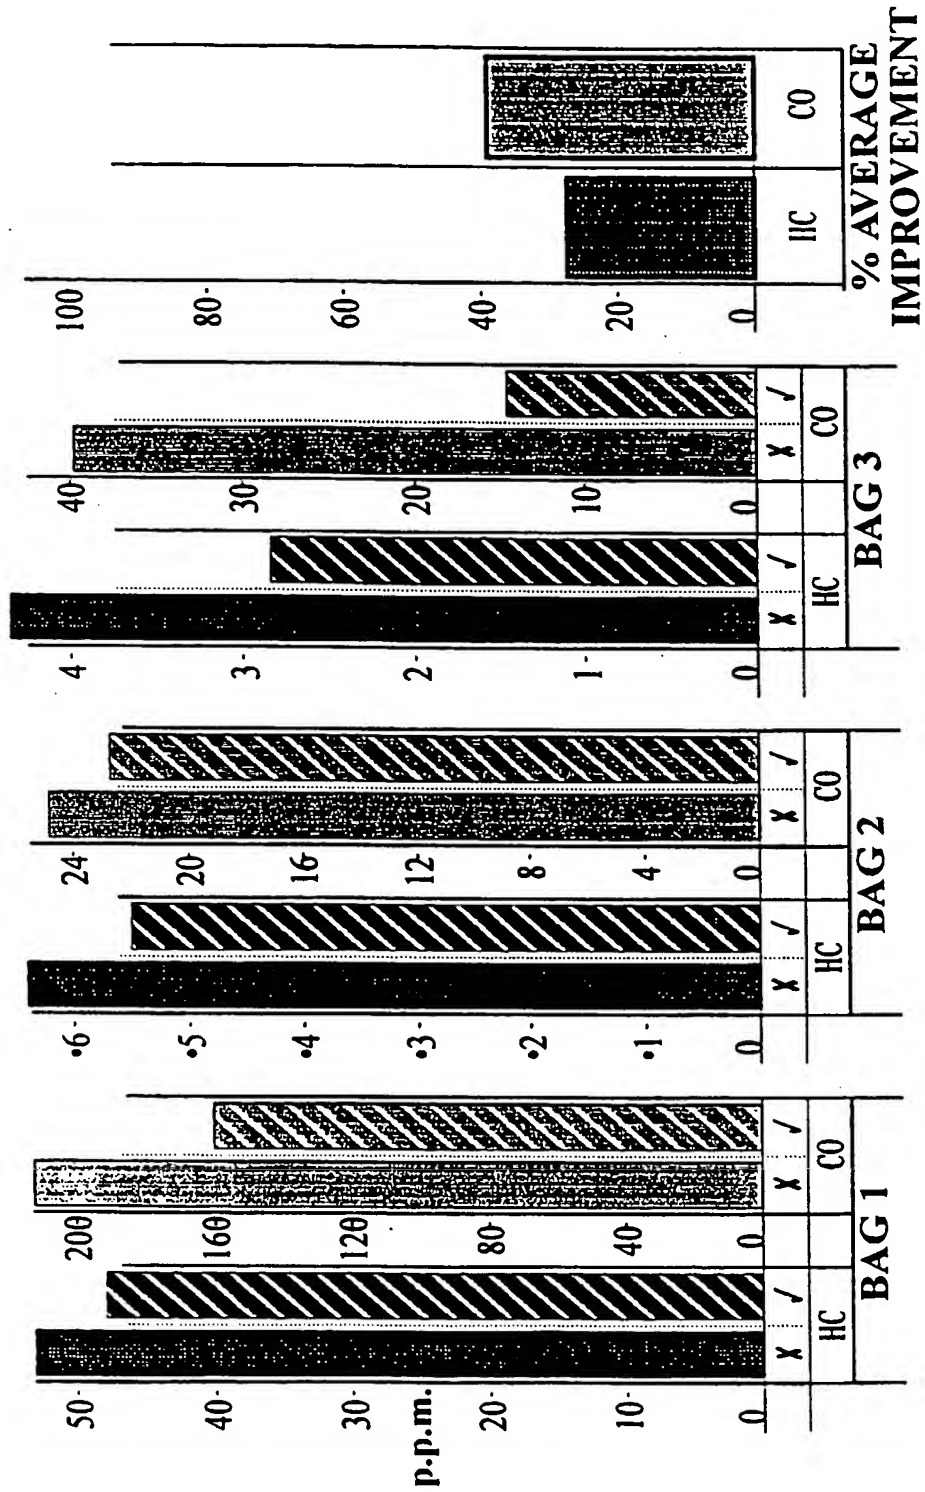 p.p.m.
50
40
30
20
10
0
X ✓
HC
200
160
120
80
40
0
X ✓
CO
BAG 1
•6
•5
•4
•3
•2
•1
0
X ✓
HC
24
20
16
12
8
4
0
X ✓
CO
BAG 2
4
3
2
1
0
X ✓
HC
40
30
20
10
0
X ✓
CO
BAG 3
100
80
60
40
20
0
HC
CO
% AVERAGE
IMPROVEMENT